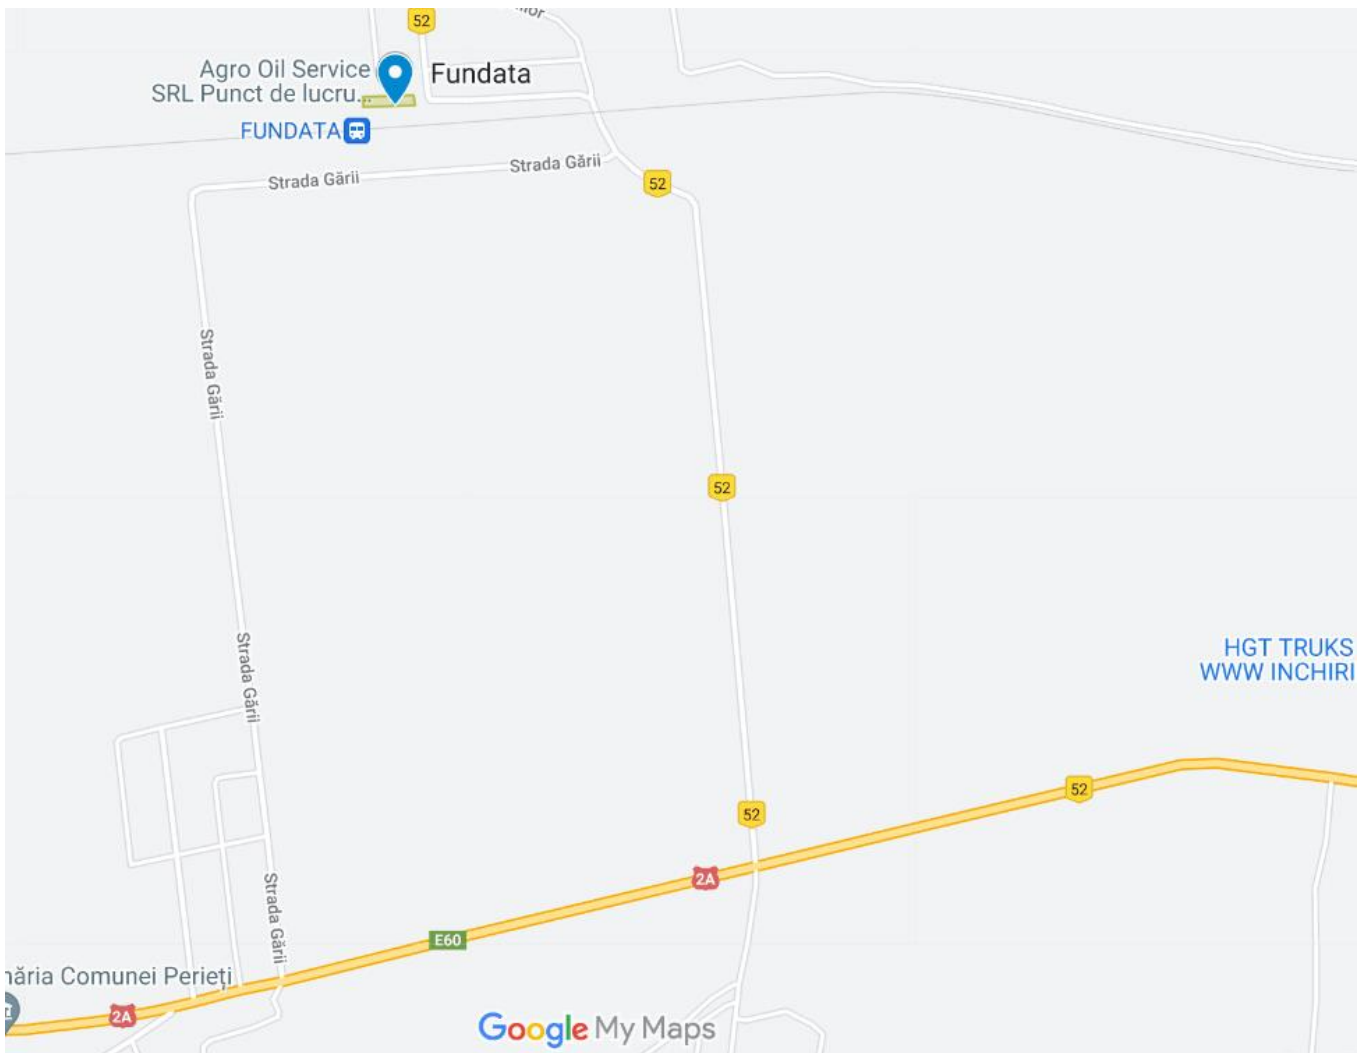 52
Agro Oil Service
SRL Punct de lucru...
Fundata
FUNDATA
Strada Gării
Strada Gării
52
Strada Gării
52
HGT TRUKS
WWW INCHIRI
Strada Gării
52
52
2A
Strada Gării
E60
Comunei Perieți
2A
Google My Maps